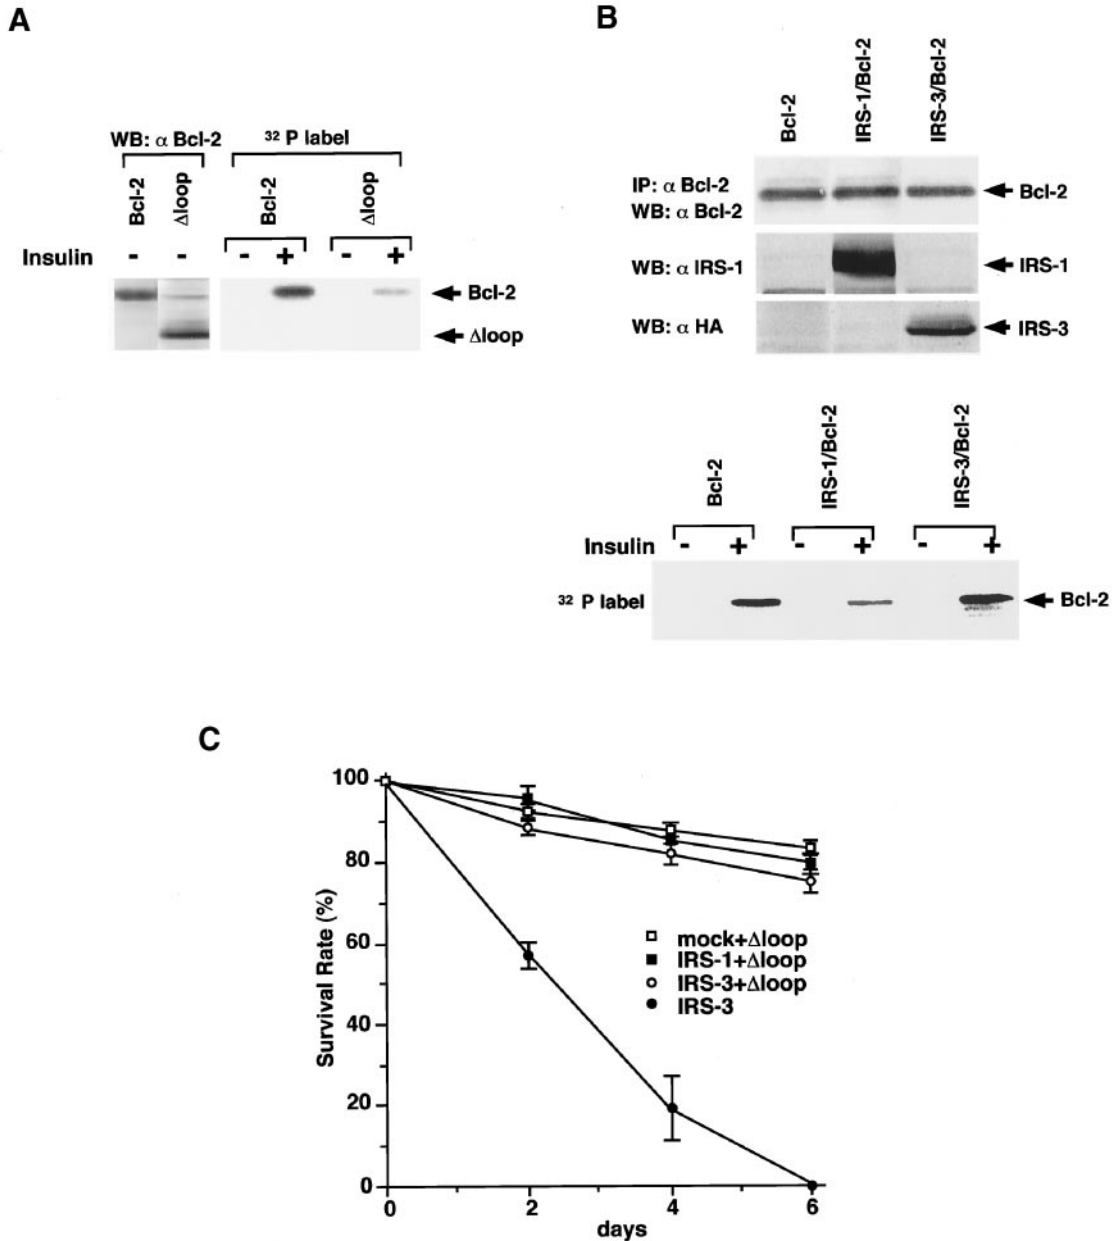 A
WB: α Bcl-2
³² P label
Bcl-2
Δloop
Bcl-2
Δloop
Insulin - - - + - +
Bcl-2
Δloop
B
Bcl-2
IRS-1/Bcl-2
IRS-3/Bcl-2
IP: α Bcl-2
WB: α Bcl-2
Bcl-2
WB: α IRS-1
IRS-1
WB: α HA
IRS-3
Bcl-2
IRS-1/Bcl-2
IRS-3/Bcl-2
Insulin - + - + - +
³² P label
Bcl-2
C
Survival Rate (%)
100
80
60
40
20
0
mock+Δloop
IRS-1+Δloop
IRS-3+Δloop
IRS-3
0 2 4 6
days